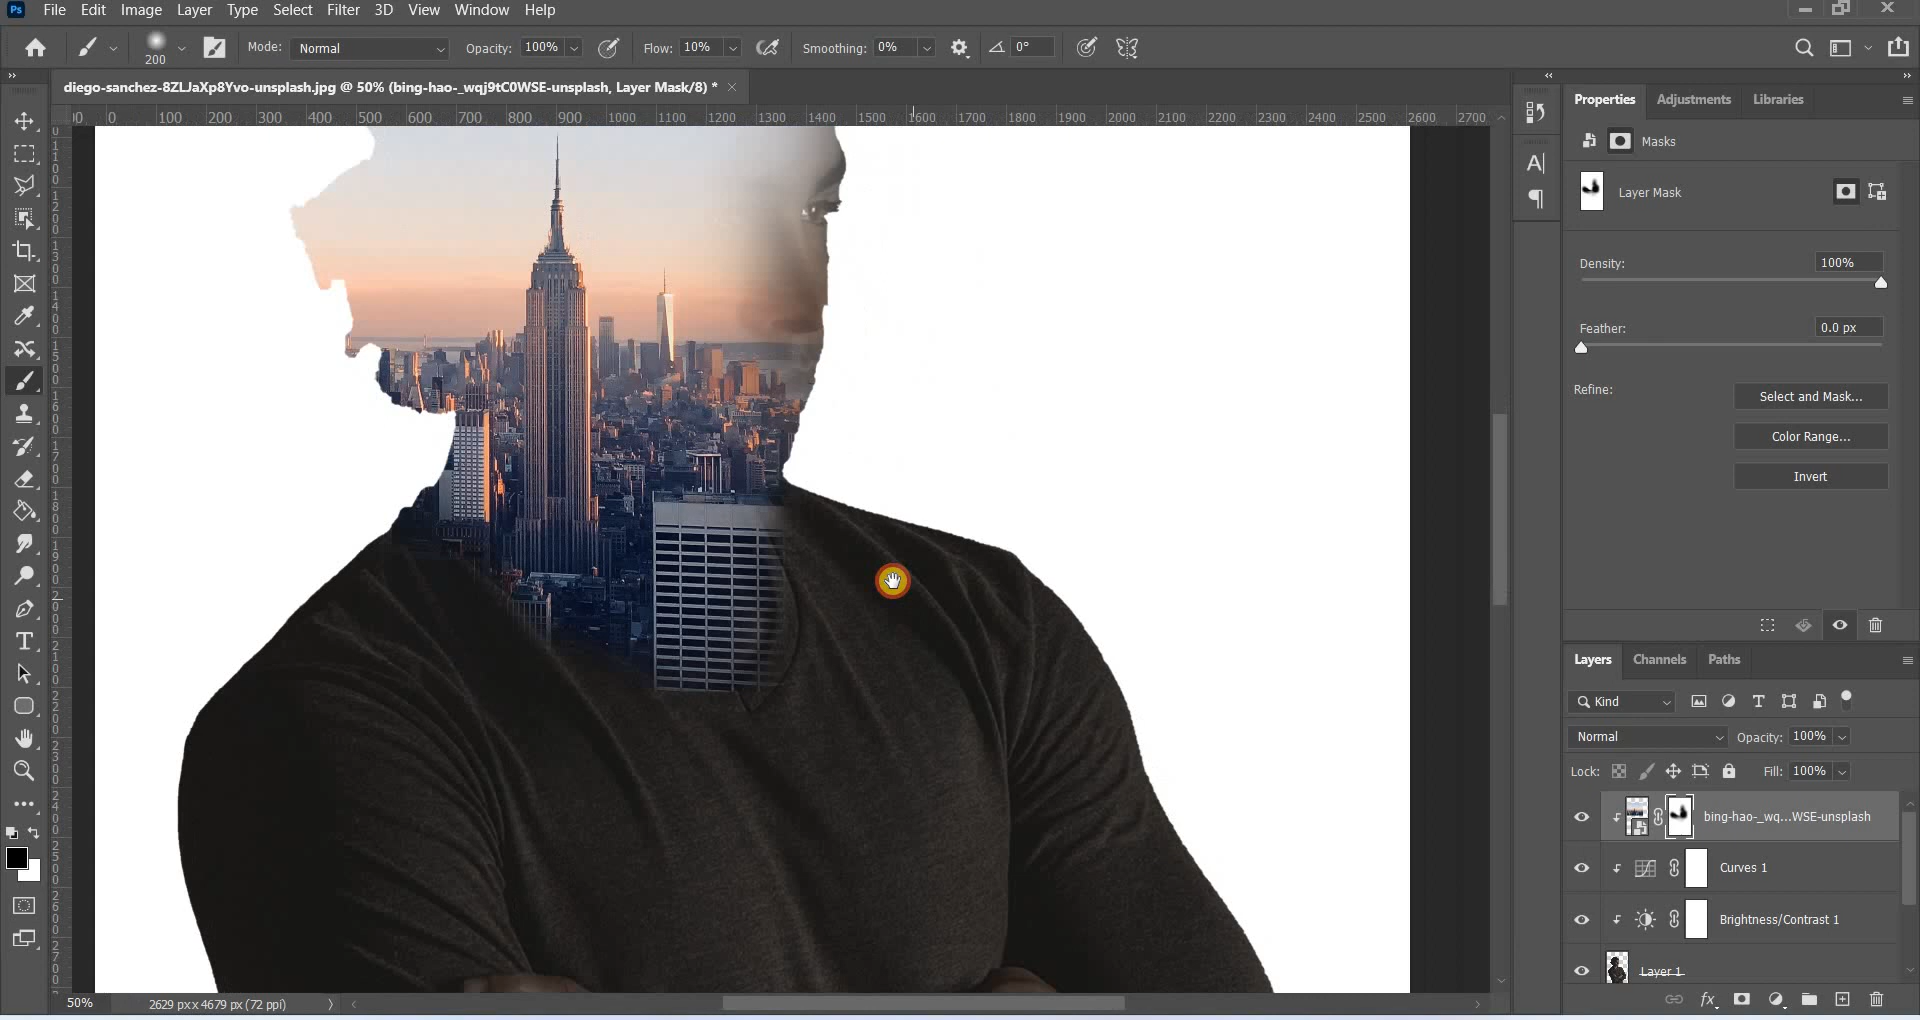 Ps File Edit Image Layer Type Select Filter 3D View Window Help
200 Mode: Normal Opacity: 100% Flow: 10% Smoothing: 0% 0°
diego-sanchez-8ZLJaXp8Yvo-unsplash.jpg @ 50% (bing-hao-_wqj9tC0WSE-unsplash, Layer Mask/8) *
0 100 200 300 400 500 600 700 800 900 1000 1100 1200 1300 1400 1500 1600 1700 1800 1900 2000 2100 2200 2300 2400 2500 2600 2700
Properties Adjustments Libraries
Masks
Layer Mask
Density: 100%
Feather: 0.0 px
Refine: Select and Mask...
Color Range...
Invert
Layers Channels Paths
Kind
Normal Opacity: 100%
Lock: Fill: 100%
bing-hao-_wq...WSE-unsplash
Curves 1
Brightness/Contrast 1
Layer 1
fx
50% 2629 px x 4679 px (72 ppi)